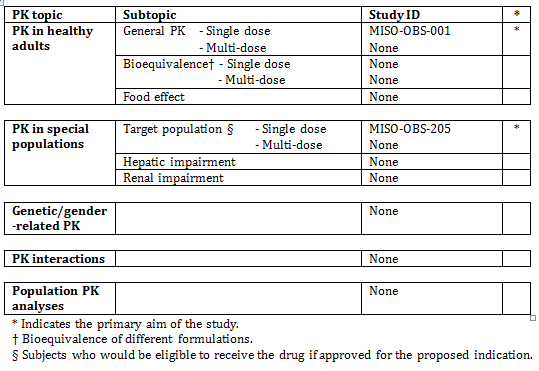 PK topic Subtopic Study ID *
PK in healthy General PK - Single dose MISO-OBS-001 *
adults - Multi-dose None
Bioequivalence† - Single dose None
- Multi-dose None
Food effect None
PK in special Target population § - Single dose MISO-OBS-205 *
populations - Multi-dose None
Hepatic impairment None
Renal impairment None
Genetic/gender None
-related PK
PK interactions None
Population PK None
analyses
* Indicates the primary aim of the study.
† Bioequivalence of different formulations.
§ Subjects who would be eligible to receive the drug if approved for the proposed indication.